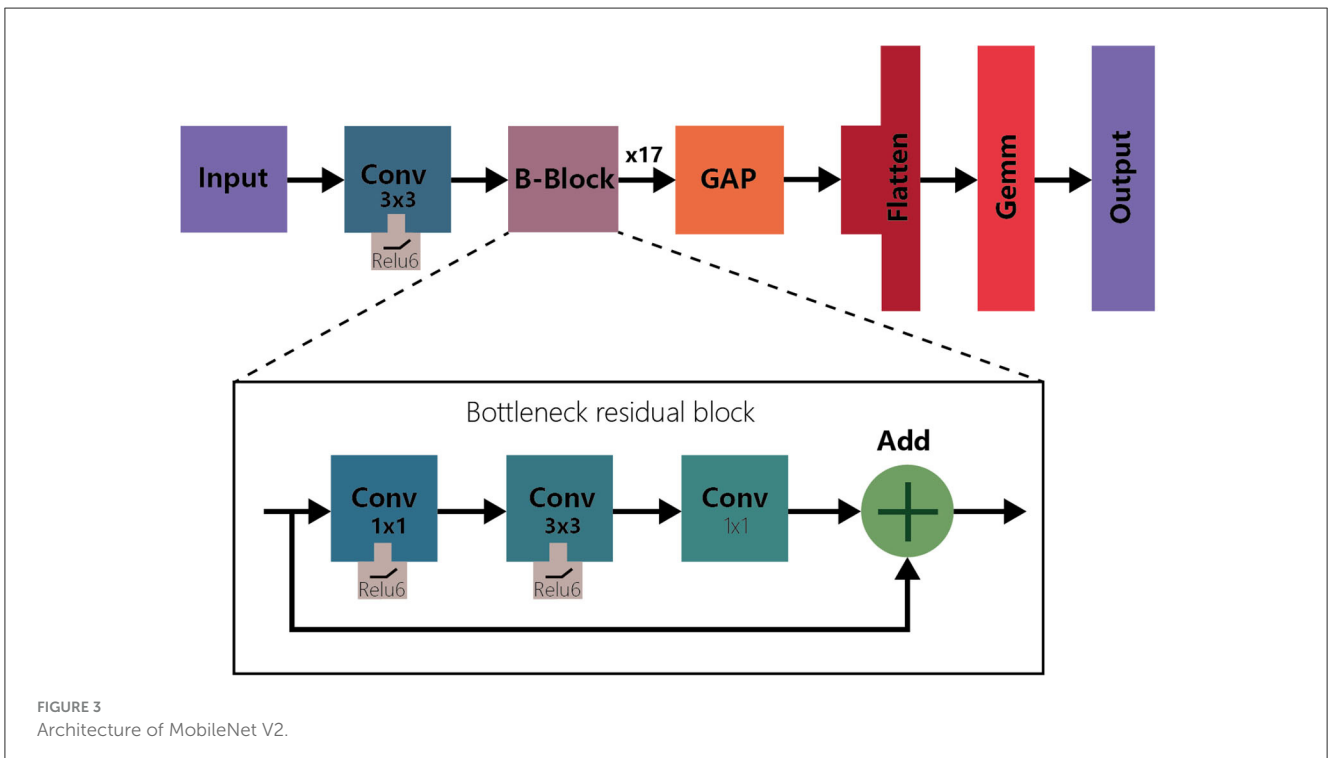 Input
Conv
3x3
Relu6
B-Block
x17
GAP
Flatten
Gemm
Output
Bottleneck residual block
Conv
1x1
Relu6
Conv
3x3
Relu6
Conv
1x1
Add
FIGURE 3
Architecture of MobileNet V2.